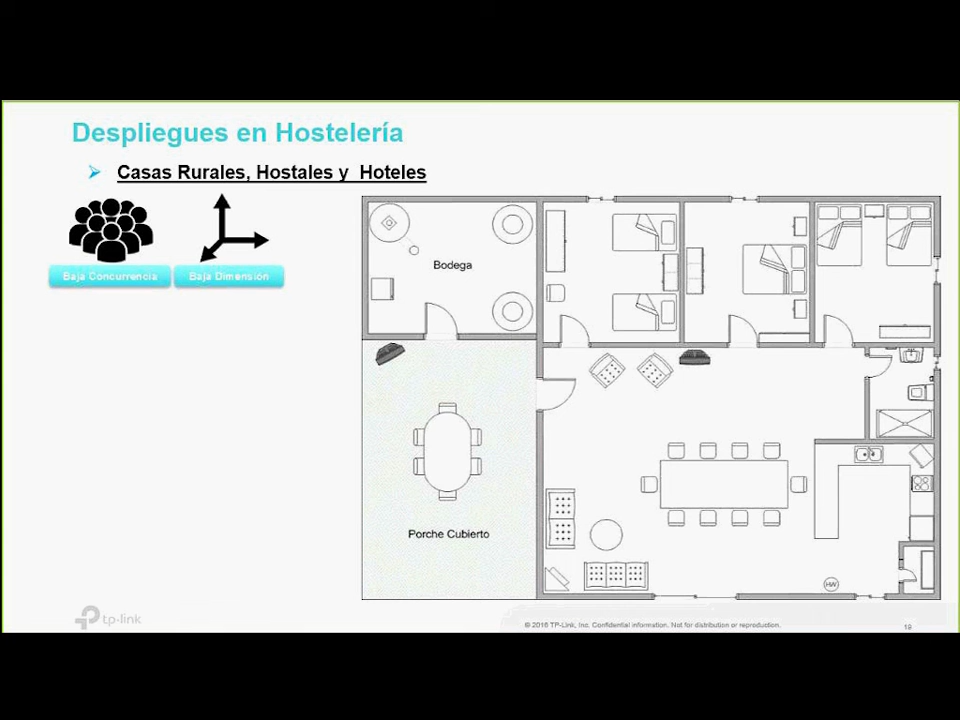 Despliegues en Hostelería
Casas Rurales, Hostales y Hoteles
Baja Concurrencia
Baja Dimensión
Bodega
Porche Cubierto
HW
tp-link
© 2016 TP-Link, Inc. Confidential information. Not for distribution or reproduction.
19